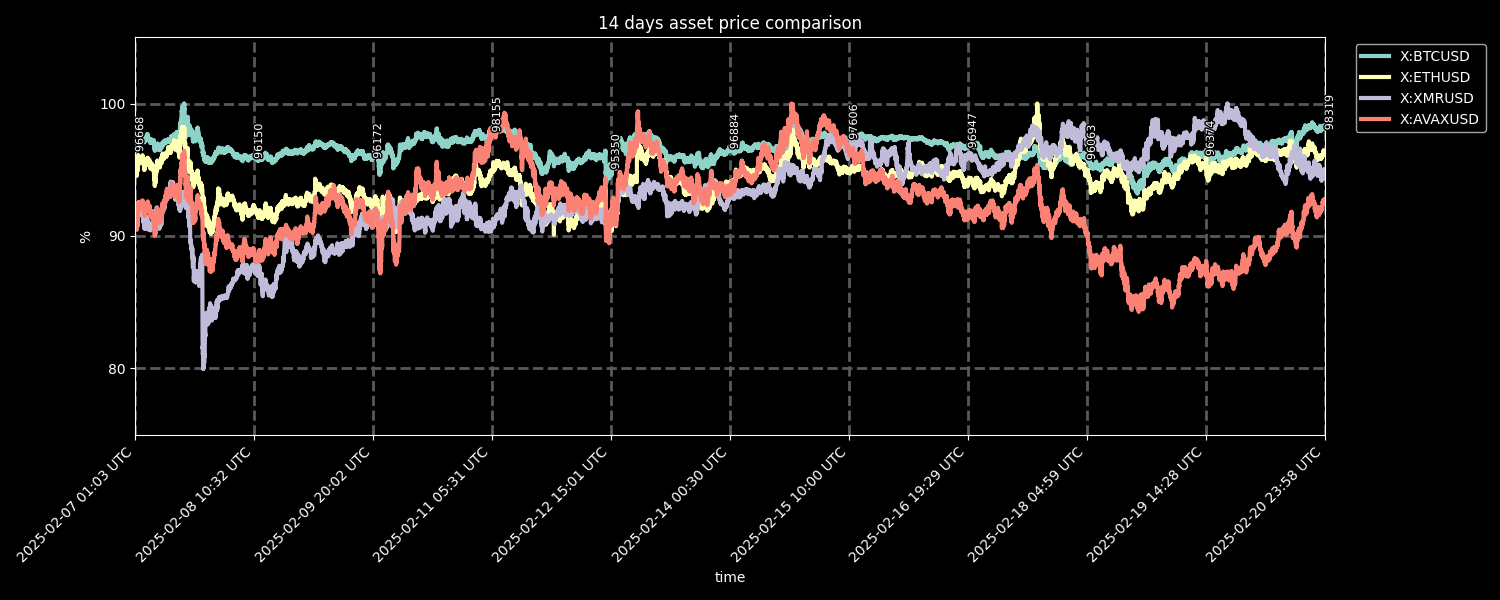 14 days asset price comparison
X:BTCUSD
X:ETHUSD
X:XMRUSD
X:AVAXUSD
100
90
80
%
96668
96150
96172
98155
95350
96884
97606
96947
96063
96374
98319
2025-02-07 01:03 UTC
2025-02-08 10:32 UTC
2025-02-09 20:02 UTC
2025-02-11 05:31 UTC
2025-02-12 15:01 UTC
2025-02-14 00:30 UTC
2025-02-15 10:00 UTC
2025-02-16 19:29 UTC
2025-02-18 04:59 UTC
2025-02-19 14:28 UTC
2025-02-20 23:58 UTC
time